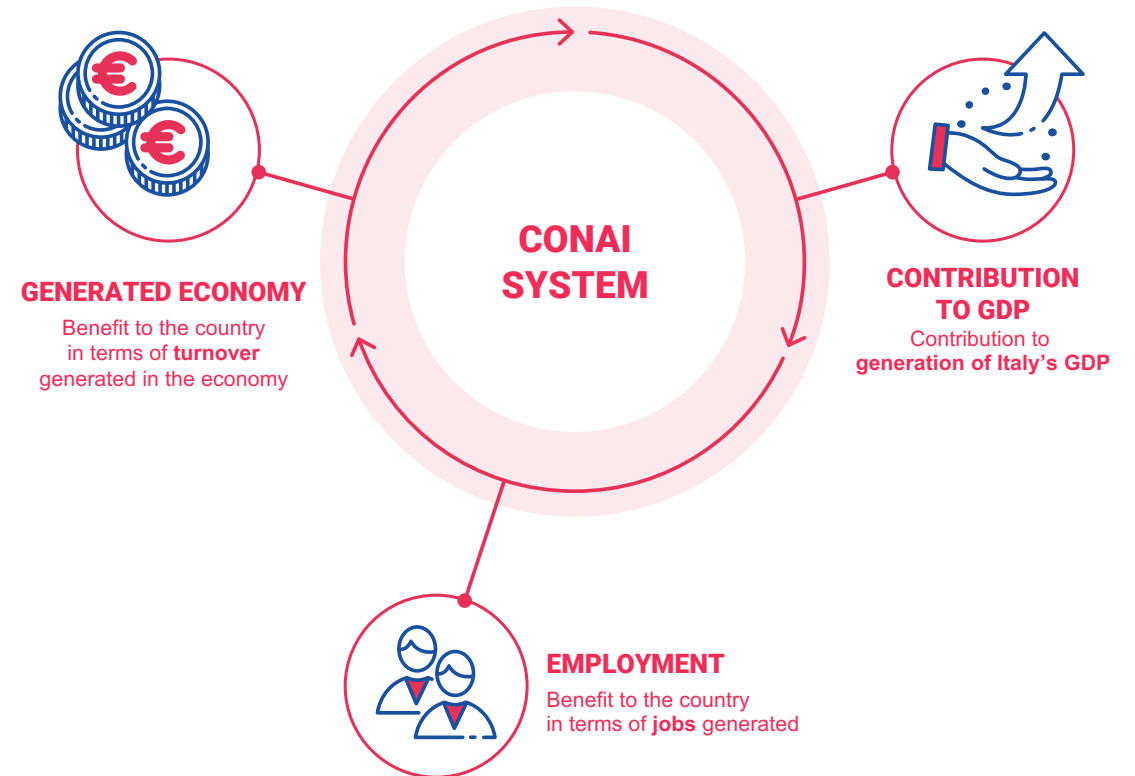 CONAI
SYSTEM
GENERATED ECONOMY
Benefit to the country
in terms of turnover
generated in the economy
CONTRIBUTION
TO GDP
Contribution to
generation of Italy's GDP
EMPLOYMENT
Benefit to the country
in terms of jobs generated